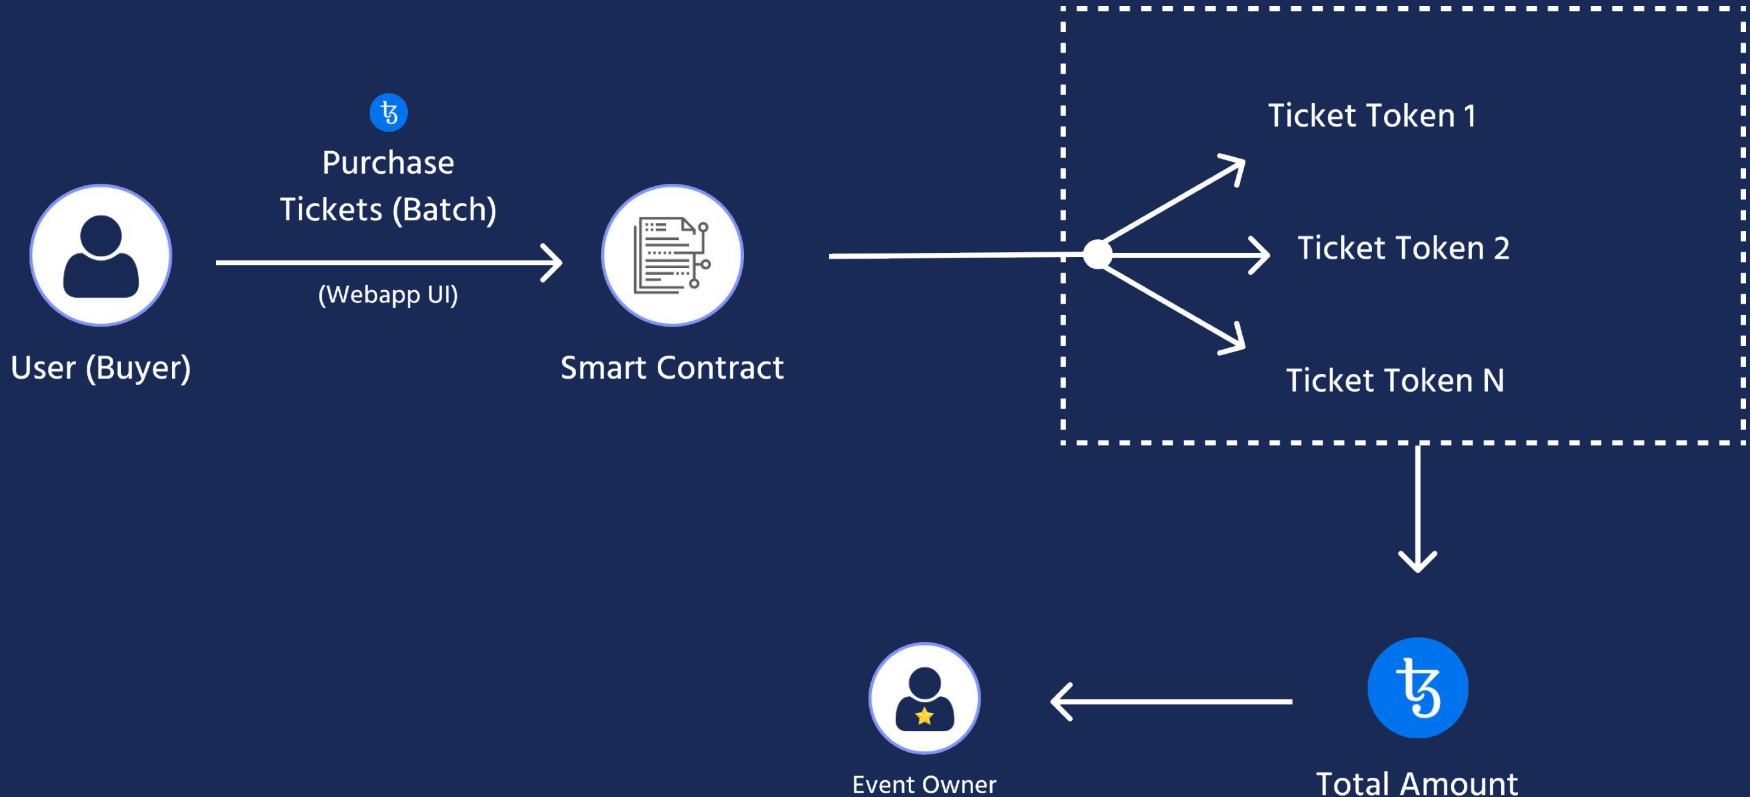 Purchase
Tickets (Batch)
(Webapp UI)
User (Buyer)
Smart Contract
Ticket Token 1
Ticket Token 2
Ticket Token N
Event Owner
Total Amount